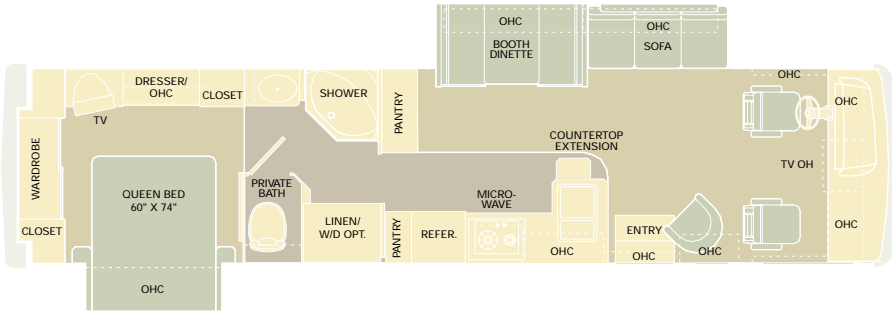 OHC
BOOTH
DINETTE
OHC
SOFA
DRESSER/
OHC
CLOSET
SHOWER
PANTRY
OHC
OHC
TV
WARDROBE
COUNTERTOP
EXTENSION
TV OH
QUEEN BED
60" X 74"
PRIVATE
BATH
MICRO-
WAVE
CLOSET
LINEN/
W/D OPT.
PANTRY
REFER.
OHC
ENTRY
OHC
OHC
OHC
OHC